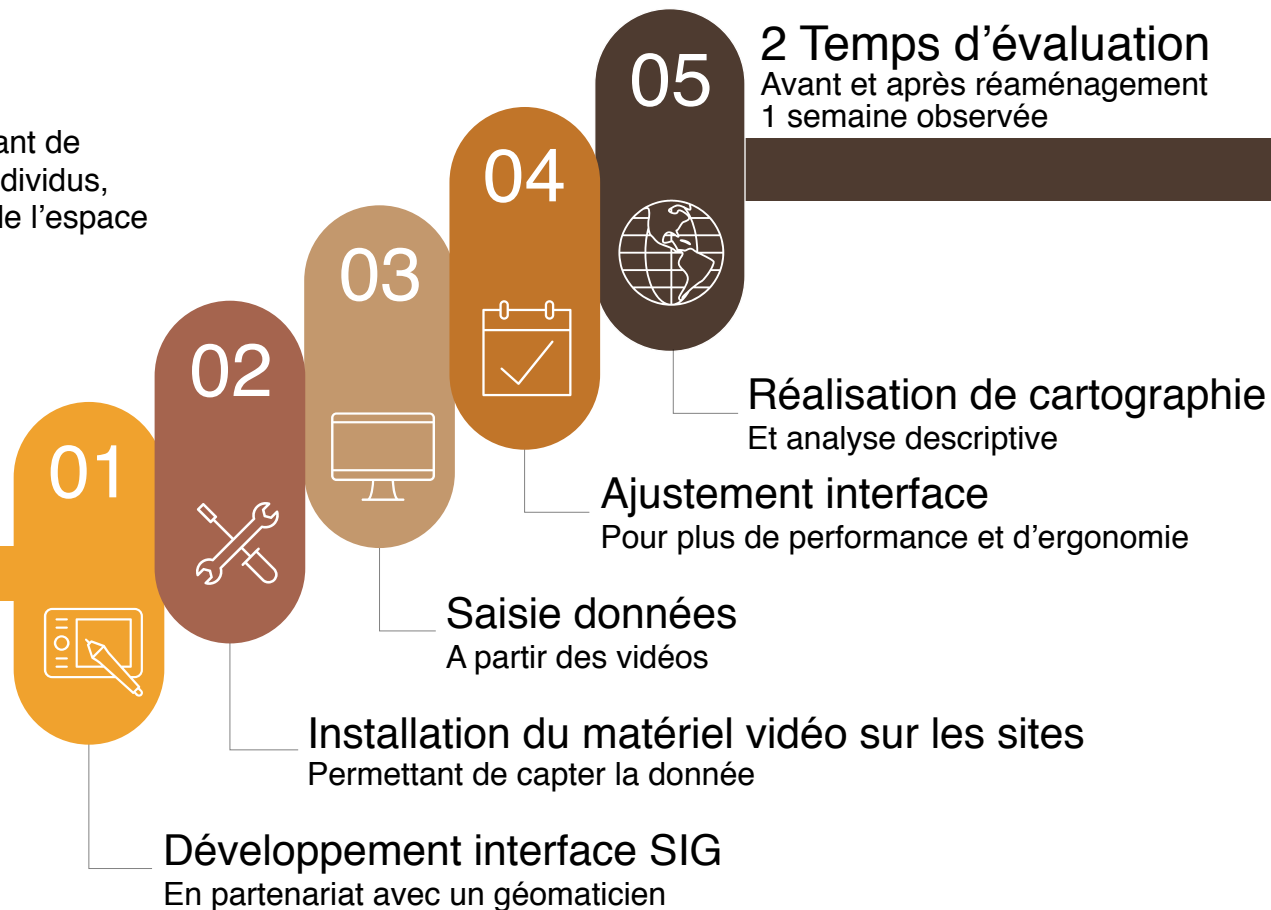 05
2 Temps d’évaluation
Avant et après réaménagement
1 semaine observée
ant de
dividus,
le l’espace
04
03
02
01
Réalisation de cartographie
Et analyse descriptive
Ajustement interface
Pour plus de performance et d’ergonomie
Saisie données
A partir des vidéos
Installation du matériel vidéo sur les sites
Permettant de capter la donnée
Développement interface SIG
En partenariat avec un géomaticien